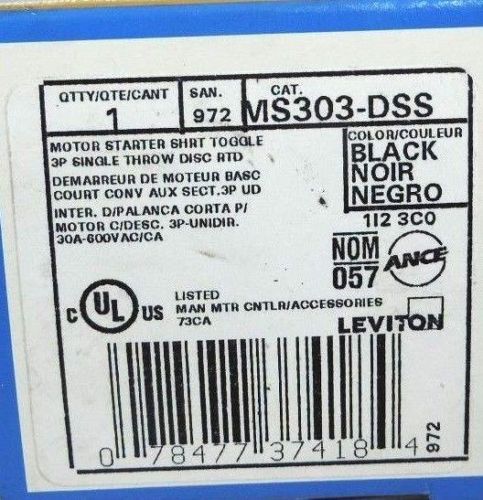 QTTY/QTE/CANT
1
SAN.
972
CAT.
MS303-DSS
MOTOR STARTER SHRT TOGGLE
3P SINGLE THROW DISC RTD
DEMARREUR DE MOTEUR BASC
COURT CONV AUX SECT.3P UD
INTER. D/PALANCA CORTA P/
MOTOR C/DESC. 3P-UNIDIR.
30A-600VAC/CA
COLOR/COULEUR
BLACK
NOIR
NEGRO
1I2 3C0
NOM
057
ANCE
C UL US
LISTED
MAN MTR CNTLR/ACCESSORIES
73CA
LEVITON
0 78477 37418 4
972